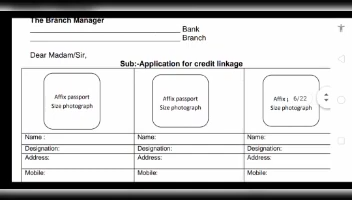 The Branch Manager
Bank
Branch
Dear Madam/Sir,
Sub:-Application for credit linkage
Affix passport Size photograph
Affix passport Size photograph
Affix 6/22
Size photograph
Name : Name: Name:
Designation: Designation: Designation:
Address: Address: Address:
Mobile: Mobile: Mobile: